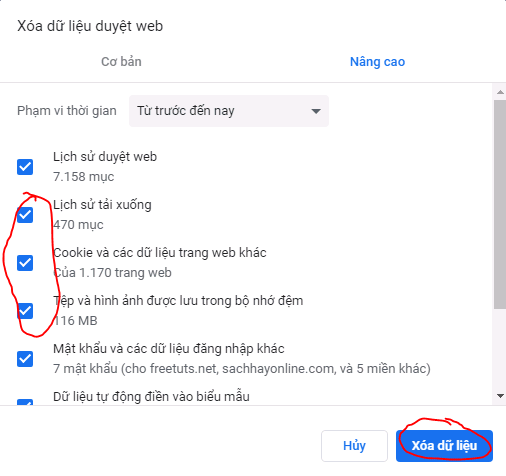 Xóa dữ liệu duyệt web
Cơ bản
Nâng cao
Phạm vi thời gian
Từ trước đến nay
Lịch sử duyệt web
7.158 mục
Lịch sử tải xuống
470 mục
Cookie và các dữ liệu trang web khác
Của 1.170 trang web
Tệp và hình ảnh được lưu trong bộ nhớ đệm
116 MB
Mật khẩu và các dữ liệu đăng nhập khác
7 mật khẩu (cho freetuts.net, sachhayonline.com, và 5 miền khác)
Dữ liệu tự động điền vào biểu mẫu
Hủy
Xóa dữ liệu